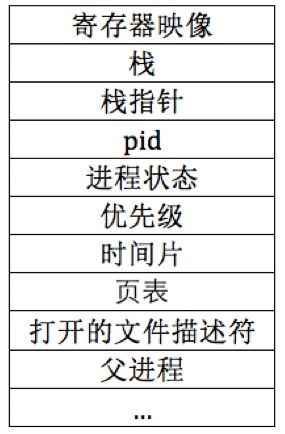 寄存器映像
栈
栈指针
pid
进程状态
优先级
时间片
页表
打开的文件描述符
父进程
...